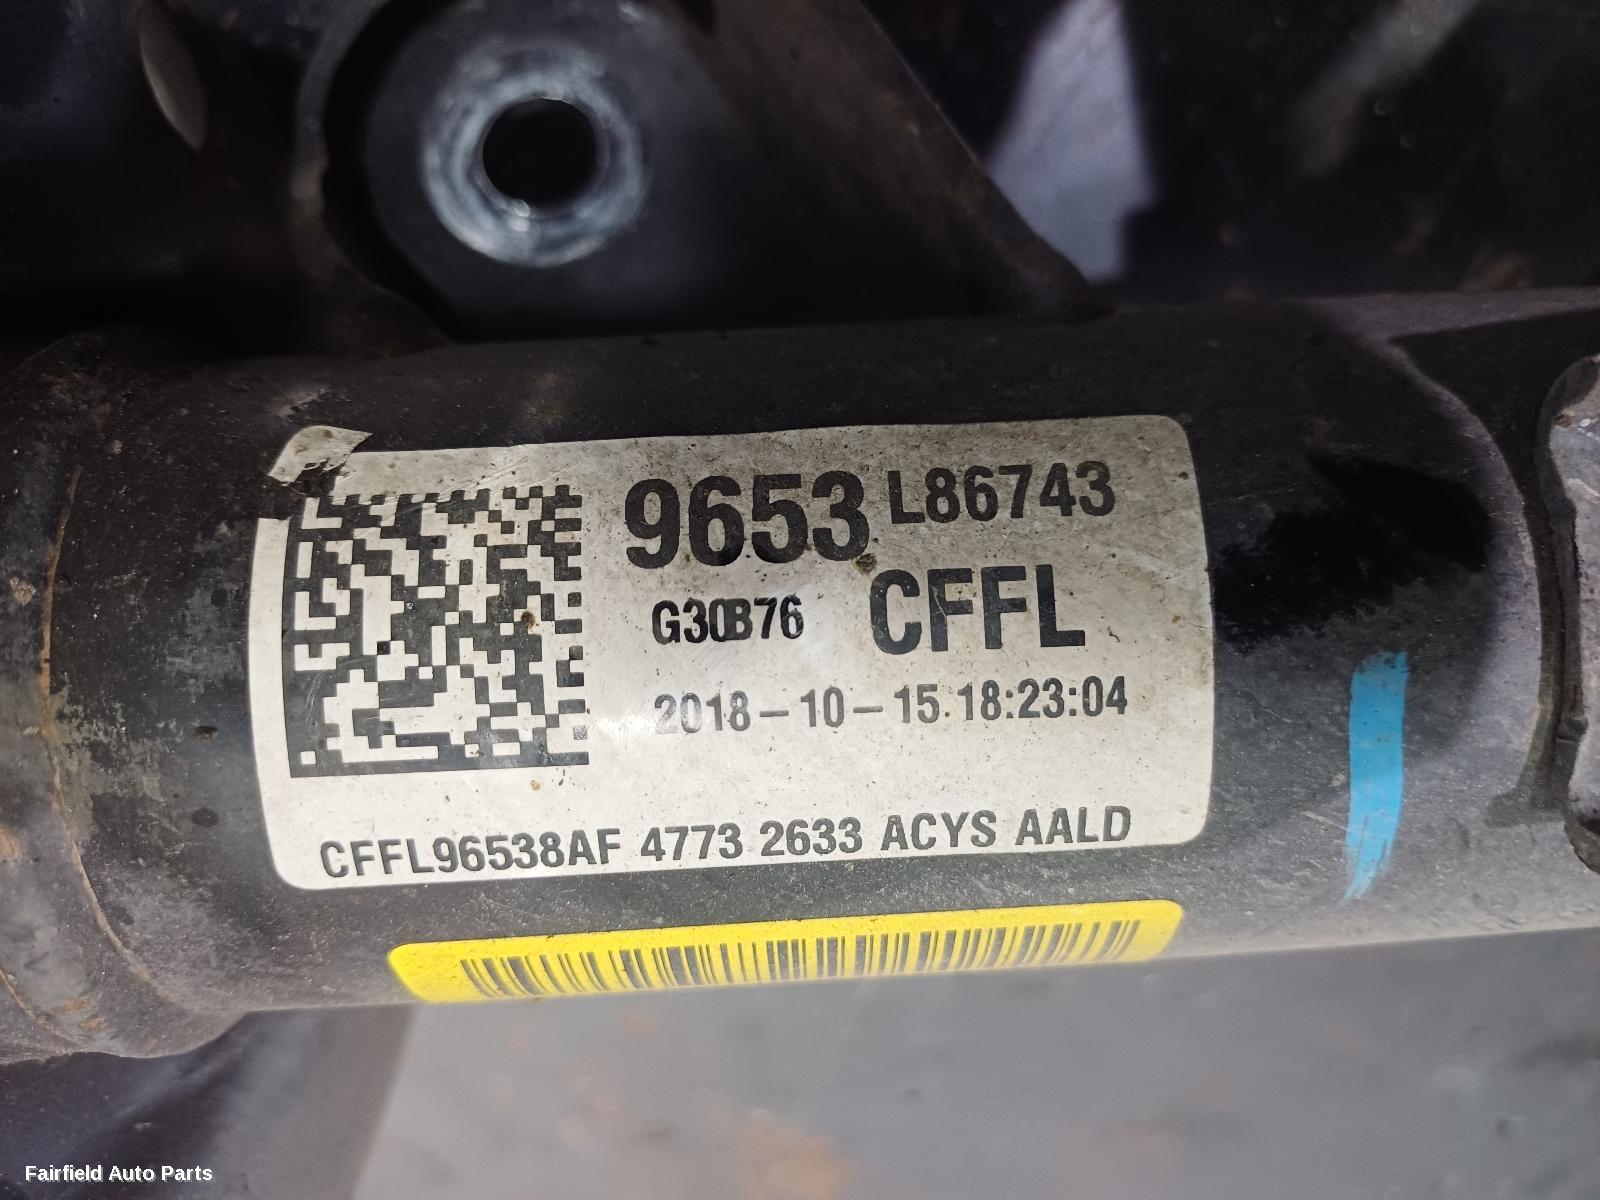 9653 L86743
G30B76 CFFL
2018-10-15 18:23:04
CFFL96538AF 4773 2633 ACYS AALD
Fairfield Auto Parts